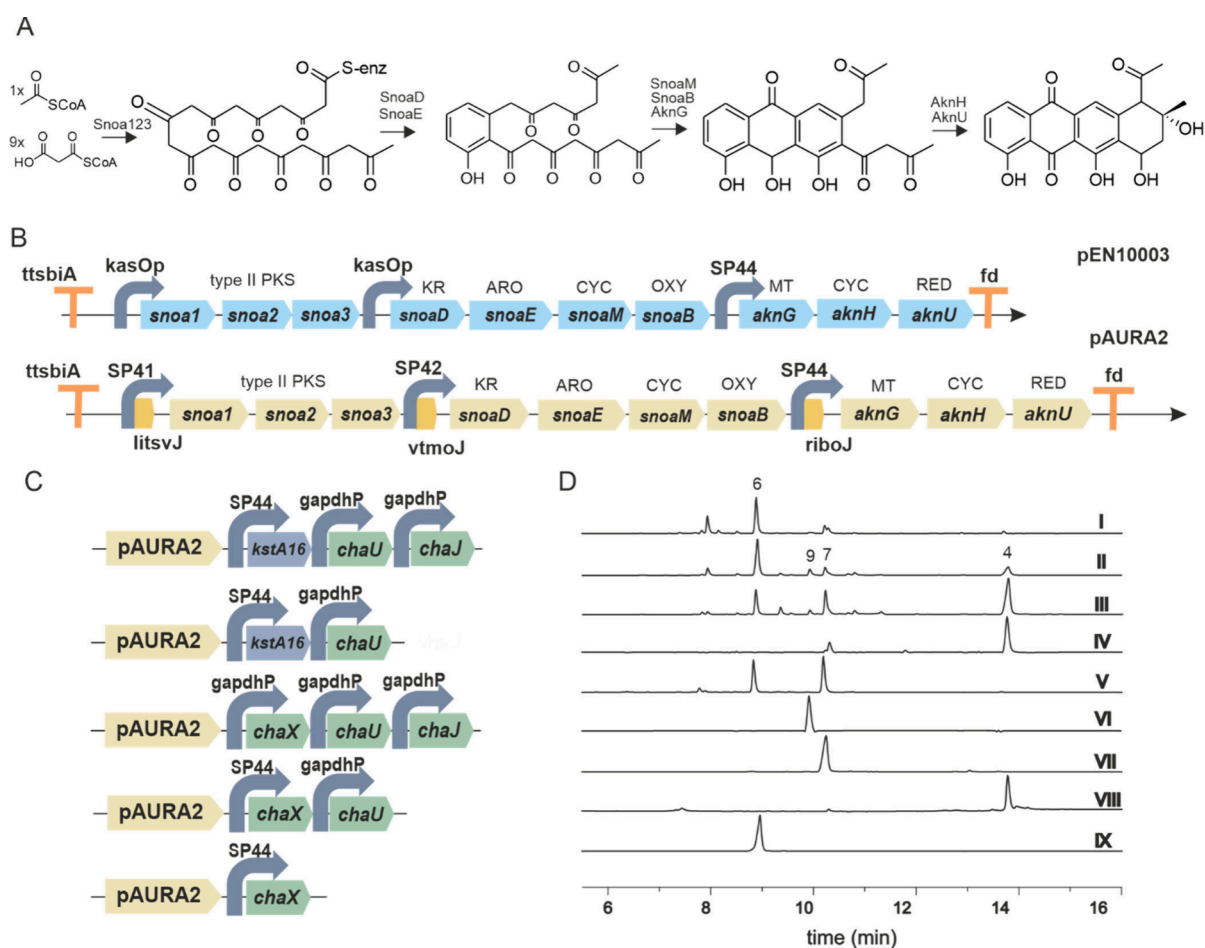 A
1x
O
SCoA
9x
O
O
HO
SCoA
Snoa123
O
S-enz
O
O
O
O
O
O
O
O
O
SnoaD
SnoaE
O
O
O
OH
O
O
O
O
SnoaM
SnoaB
AknG
O
O
OH
OH
OH
O
O
AknH
AknU
O
O
OH
OH
O
OH
OH
B
pEN10003
ttsbiA
kasOp
type II PKS
kasOp
KR
ARO
CYC
OXY
SP44
MT
CYC
RED
fd
snoa1
snoa2
snoa3
snoaD
snoaE
snoaM
snoaB
aknG
aknH
aknU
pAURA2
ttsbiA
SP41
type II PKS
SP42
KR
ARO
CYC
OXY
SP44
MT
CYC
RED
fd
snoa1
snoa2
snoa3
snoaD
snoaE
snoaM
snoaB
aknG
aknH
aknU
litsvJ
vtmoJ
riboJ
C
SP44
gapdhP
gapdhP
pAURA2
kstA16
chaU
chaJ
SP44
gapdhP
pAURA2
kstA16
chaU
gapdhP
gapdhP
gapdhP
pAURA2
chaX
chaU
chaJ
SP44
gapdhP
pAURA2
chaX
chaU
SP44
pAURA2
chaX
D
6
I
9
7
4
II
III
IV
V
VI
VII
VIII
IX
6
8
10
12
14
16
time (min)